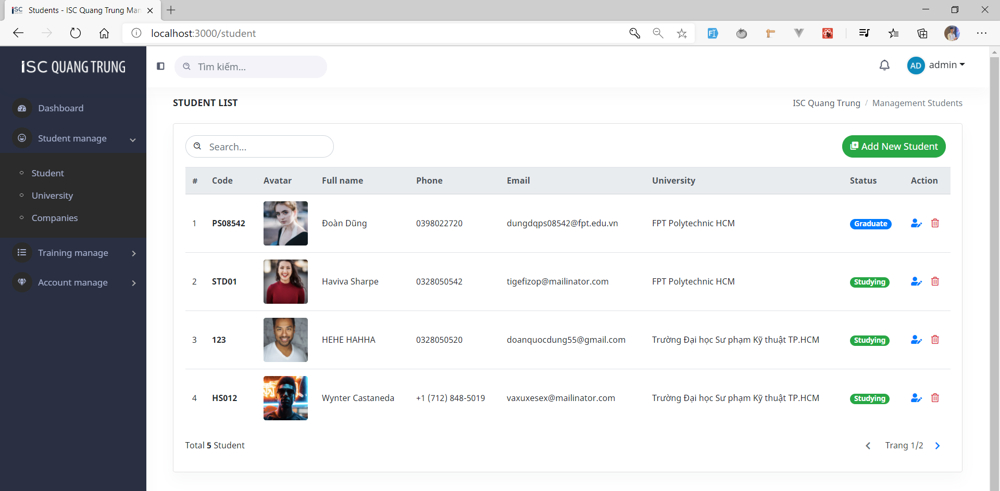 ISC Students - ISC Quang Trung Man
localhost:3000/student
ISC QUANG TRUNG
Tìm kiếm...
AD admin
Dashboard
Student manage
Student
University
Companies
Training manage
Account manage
STUDENT LIST
ISC Quang Trung / Management Students
Search...
Add New Student
# Code Avatar Full name Phone Email University Status Action
1 PS08542 Đoàn Dũng 0398022720 dungdqps08542@fpt.edu.vn FPT Polytechnic HCM Graduate
2 STD01 Haviva Sharpe 0328050542 tigefizop@mailinator.com FPT Polytechnic HCM Studying
3 123 HEHE HAHHA 0328050520 doanquocdung55@gmail.com Trường Đại học Sư phạm Kỹ thuật TP.HCM Studying
4 HS012 Wynter Castaneda +1 (712) 848-5019 vaxuxesex@mailinator.com Trường Đại học Sư phạm Kỹ thuật TP.HCM Studying
Total 5 Student
Trang 1/2